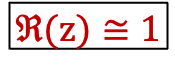 ℜ(z) ≅ 1